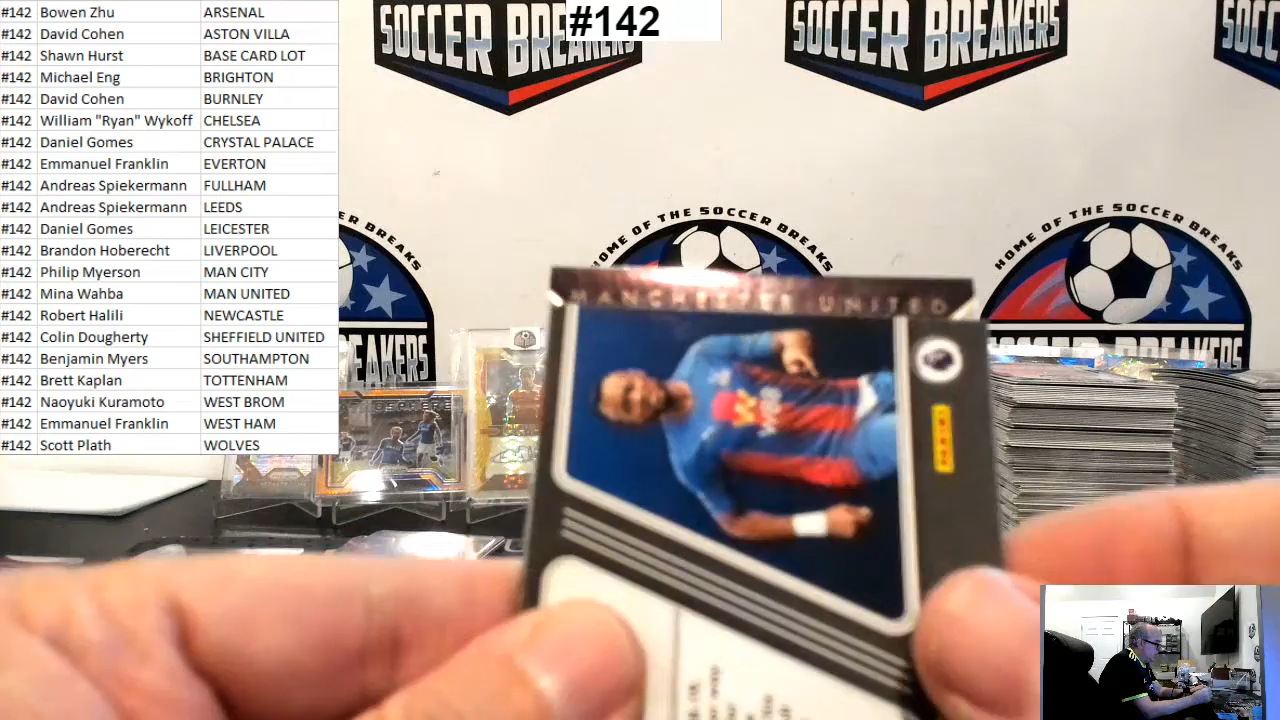 #142 Bowen Zhu ARSENAL
#142 David Cohen ASTON VILLA
#142 Shawn Hurst BASE CARD LOT
#142 Michael Eng BRIGHTON
#142 David Cohen BURNLEY
#142 William "Ryan" Wykoff CHELSEA
#142 Daniel Gomes CRYSTAL PALACE
#142 Emmanuel Franklin EVERTON
#142 Andreas Spiekermann FULLHAM
#142 Andreas Spiekermann LEEDS
#142 Daniel Gomes LEICESTER
#142 Brandon Hoberecht LIVERPOOL
#142 Philip Myerson MAN CITY
#142 Mina Wahba MAN UNITED
#142 Robert Halili NEWCASTLE
#142 Colin Dougherty SHEFFIELD UNITED
#142 Benjamin Myers SOUTHAMPTON
#142 Brett Kaplan TOTTENHAM
#142 Naoyuki Kuramoto WEST BROM
#142 Emmanuel Franklin WEST HAM
#142 Scott Plath WOLVES
#142
SOCCER BRE
SOCCER BREAKERS
SOCC
ER BREAKS
HOME OF THE SOCCER BREAKS
HOME OF THE SOCCER BREAKS
REAKERS
MANCHESTER UNITED